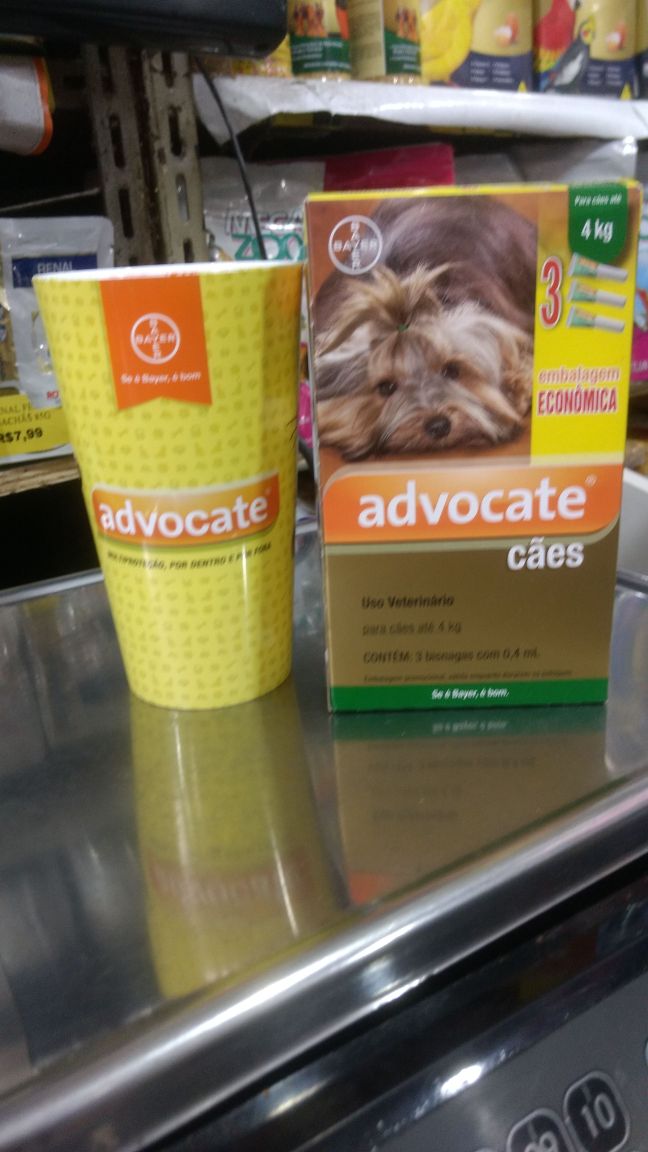 RENAL
R$7,99
BAYER
Se é Bayer, é bom
advocate
MULTIPROTEÇÃO, POR DENTRO E POR FORA
BAYER
Para cães até
4 kg
3
embalagem
ECONÔMICA
advocate
cães
Uso Veterinário
para cães até 4 kg
CONTÉM: 3 bisnagas com 0,4 mL
Se é Bayer, é bom.
10